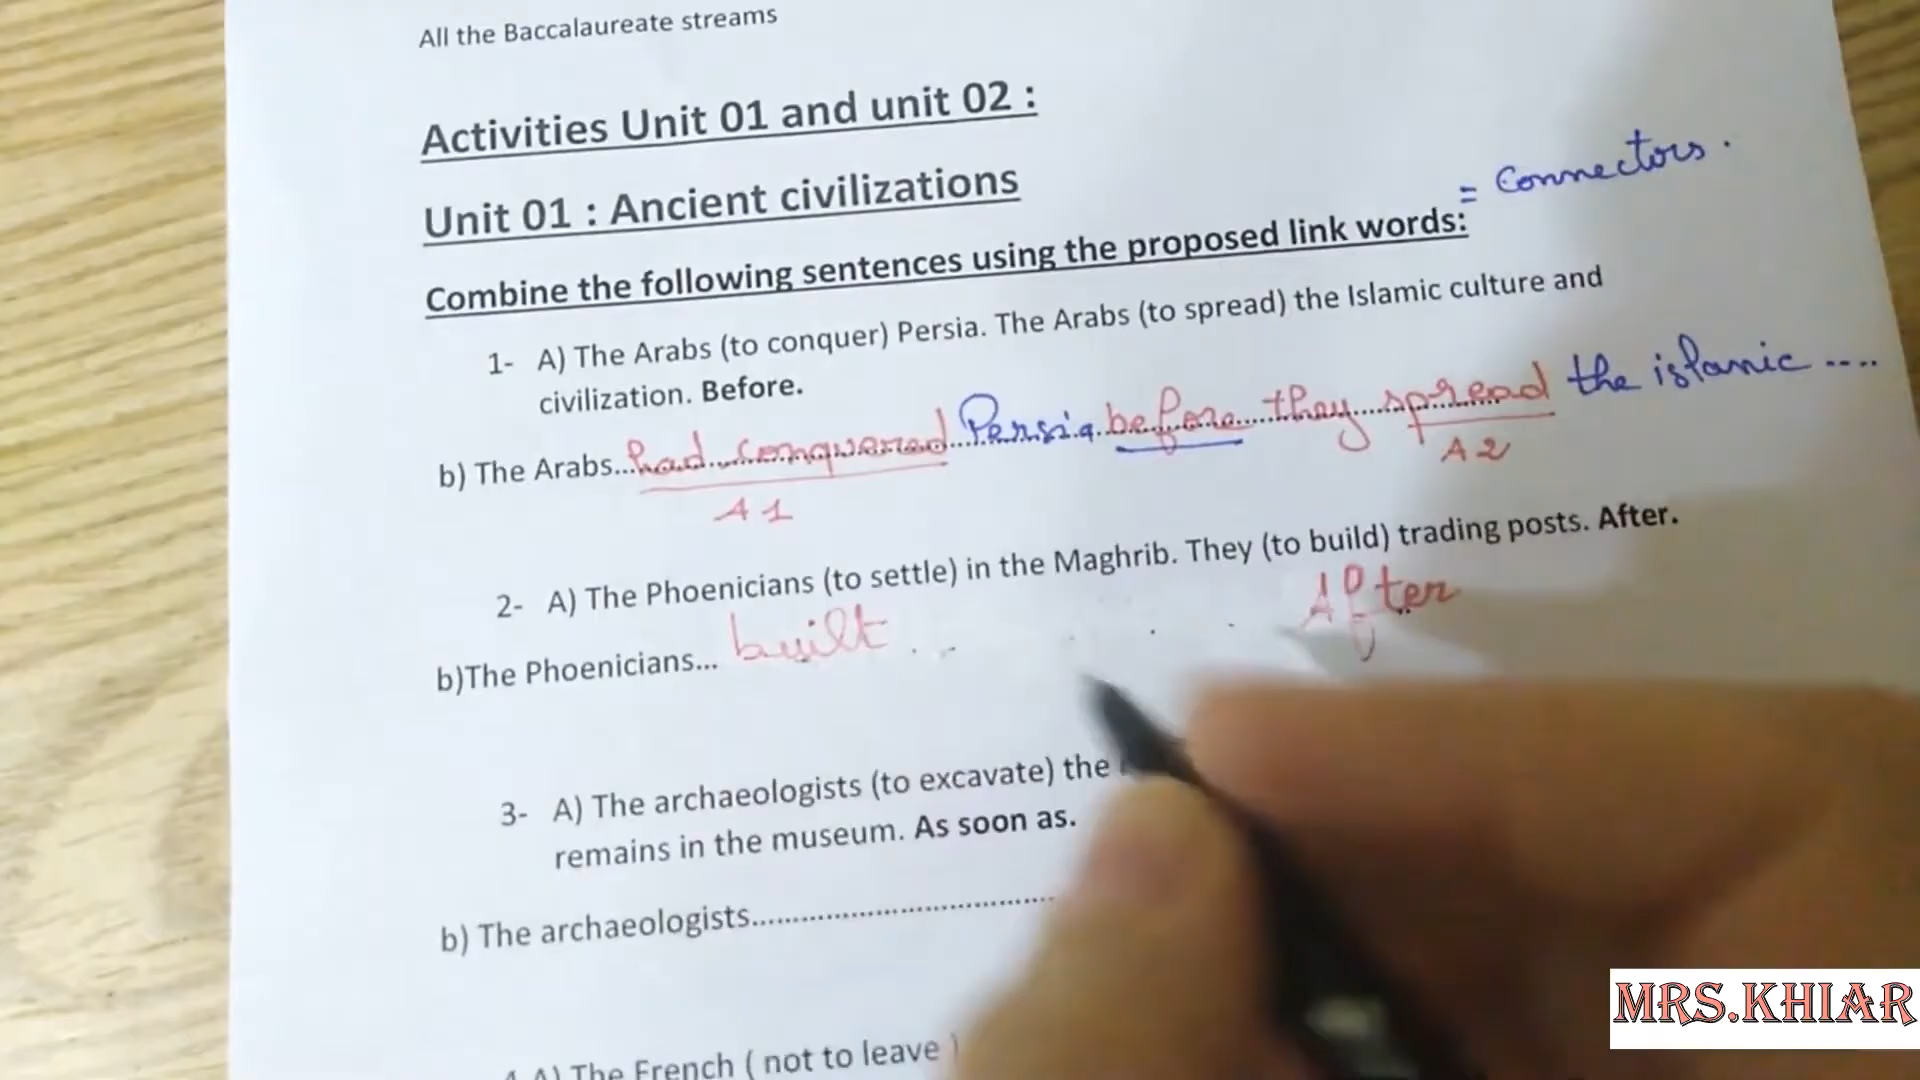 All the Baccalaureate streams
Activities Unit 01 and unit 02 :
Unit 01 : Ancient civilizations
Combine the following sentences using the proposed link words: = Connectors.
1- A) The Arabs (to conquer) Persia. The Arabs (to spread) the Islamic culture and
civilization. Before.
b) The Arabs...had conquered Persia before they spread the islamic ....
A1 A2
2- A) The Phoenicians (to settle) in the Maghrib. They (to build) trading posts. After.
b)The Phoenicians... built After
3- A) The archaeologists (to excavate) the
remains in the museum. As soon as.
b) The archaeologists......................................
A) The French ( not to leave )
MRS.KHIAR